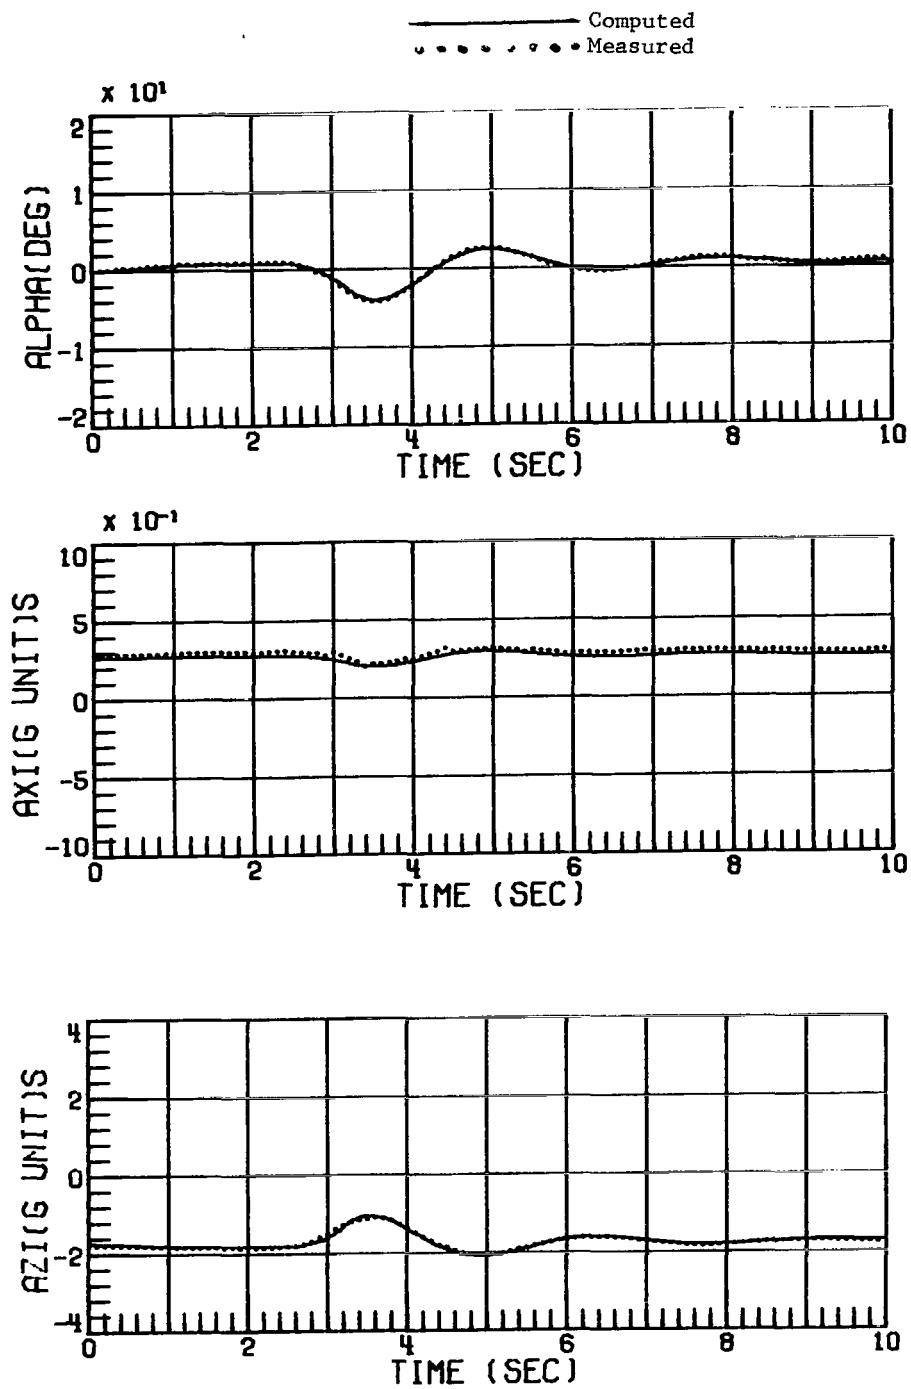 Computed
Measured
X 10¹
2
1
0
-1
-2
ALPHA(DEG)
0 2 4 6 8 10
TIME (SEC)
X 10⁻¹
10
5
0
-5
-10
AXI(G UNIT)S
0 2 4 6 8 10
TIME (SEC)
4
2
0
-2
-4
AZI(G UNIT)S
0 2 4 6 8 10
TIME (SEC)